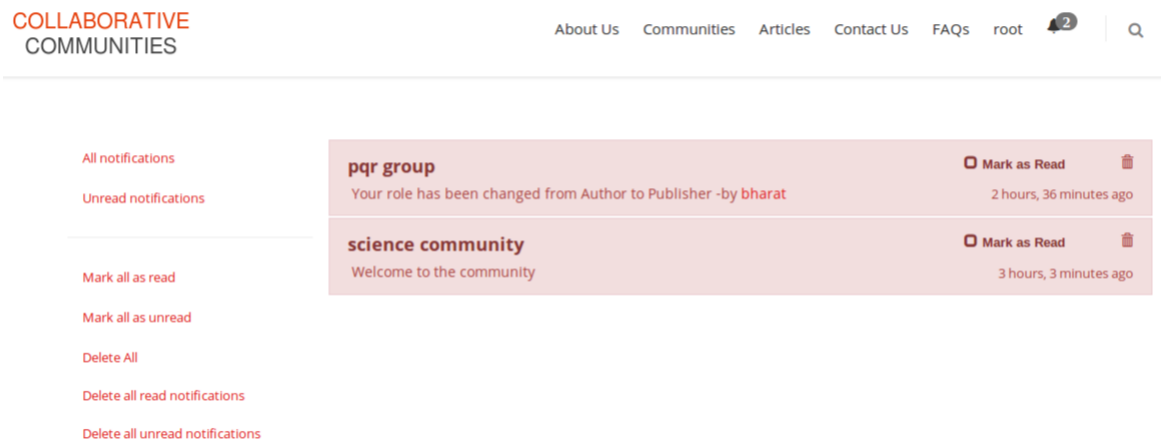 COLLABORATIVE
COMMUNITIES
About Us Communities Articles Contact Us FAQs root 2
All notifications
Unread notifications
Mark all as read
Mark all as unread
Delete All
Delete all read notifications
Delete all unread notifications
pqr group Mark as Read
Your role has been changed from Author to Publisher -by bharat 2 hours, 36 minutes ago
science community Mark as Read
Welcome to the community 3 hours, 3 minutes ago